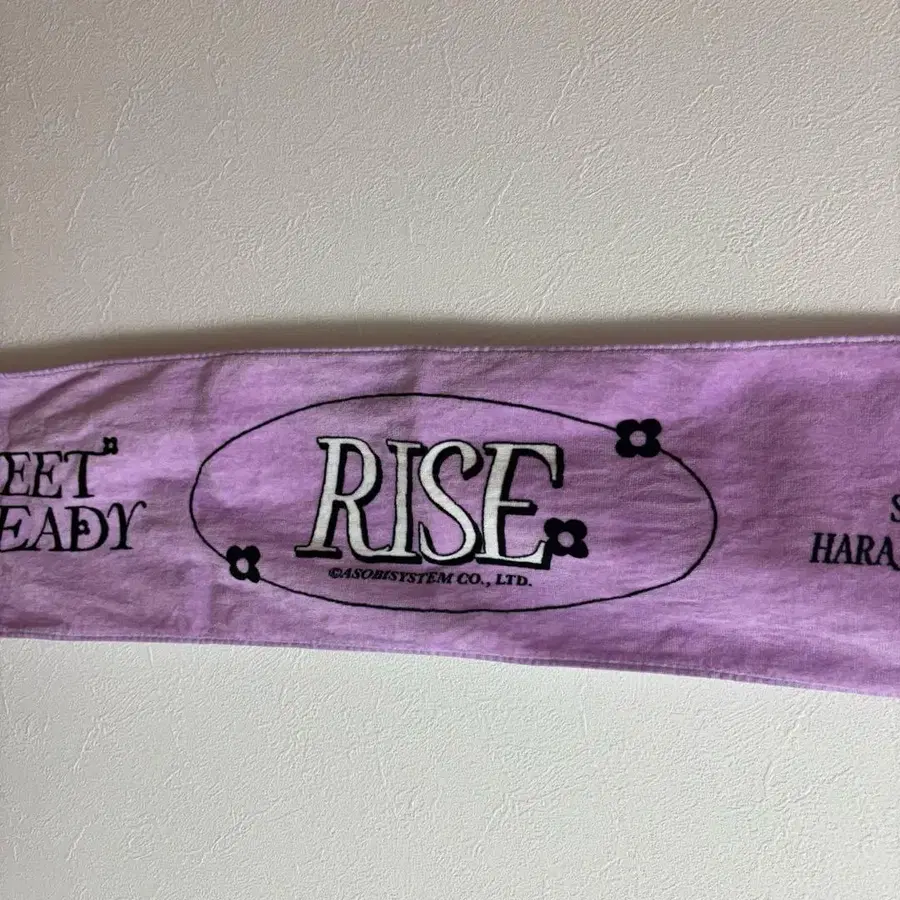 EET
EADY
RISE
©ASOBISYSTEM CO., LTD.
S
HARA